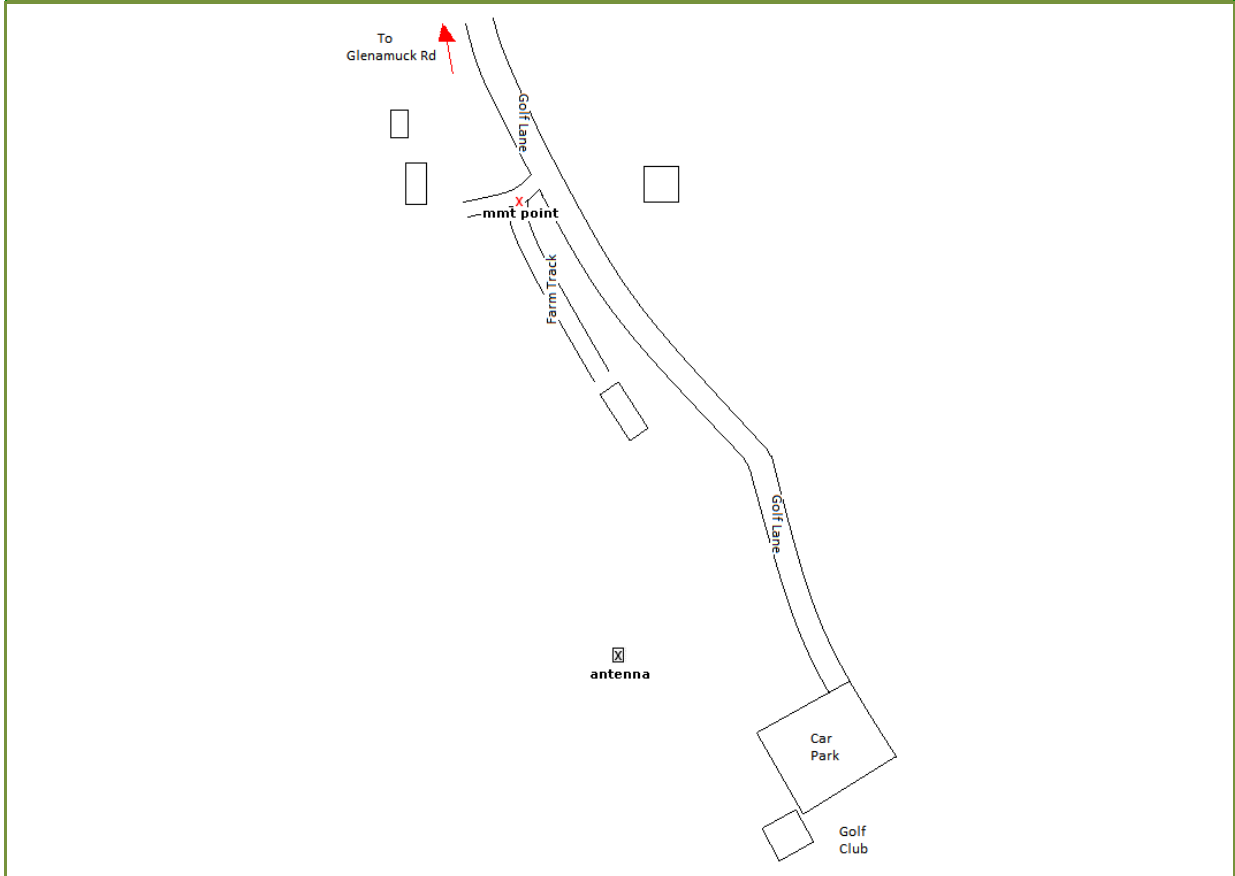 To
Glenamuck Rd
Golf Lane
X
mmt point
Farm Track
Golf Lane
X
antenna
Car
Park
Golf
Club